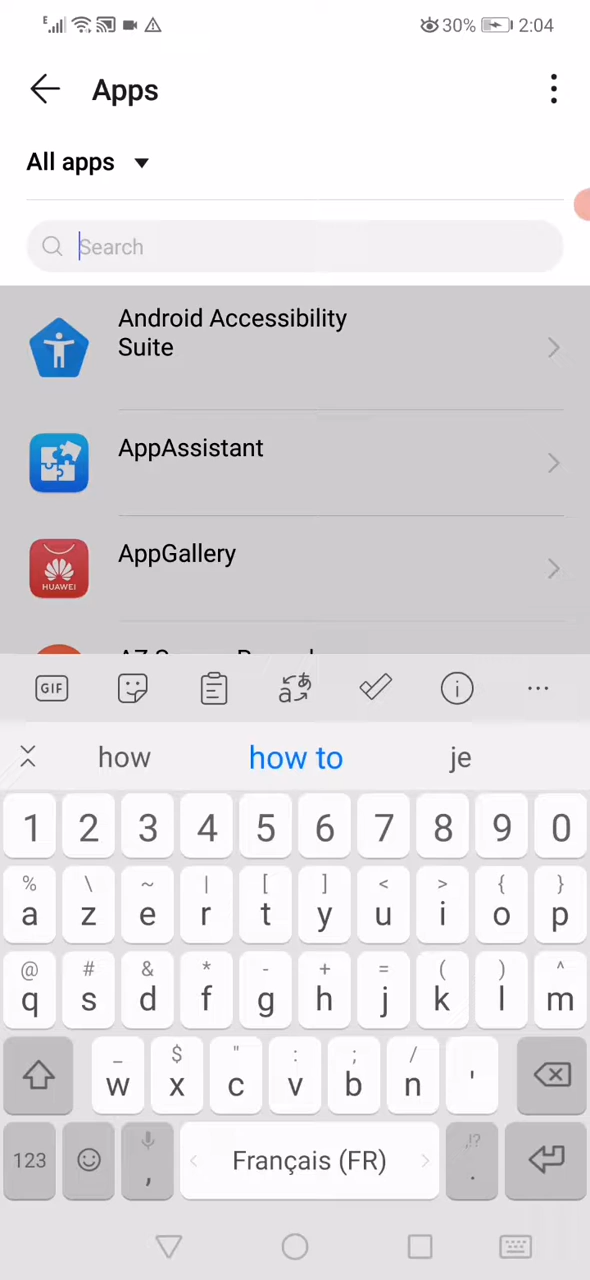 E 30% 2:04
Apps
All apps
Search
Android Accessibility
Suite
AppAssistant
HUAWEI
AppGallery
GIF
how how to je
1 2 3 4 5 6 7 8 9 0
% \ ~ | [ ] < > { }
a z e r t y u i o p
@ # & * - + = ( ) ^
q s d f g h j k l m
_ $ " : ; /
w x c v b n '
,!?
123 , Français (FR) .